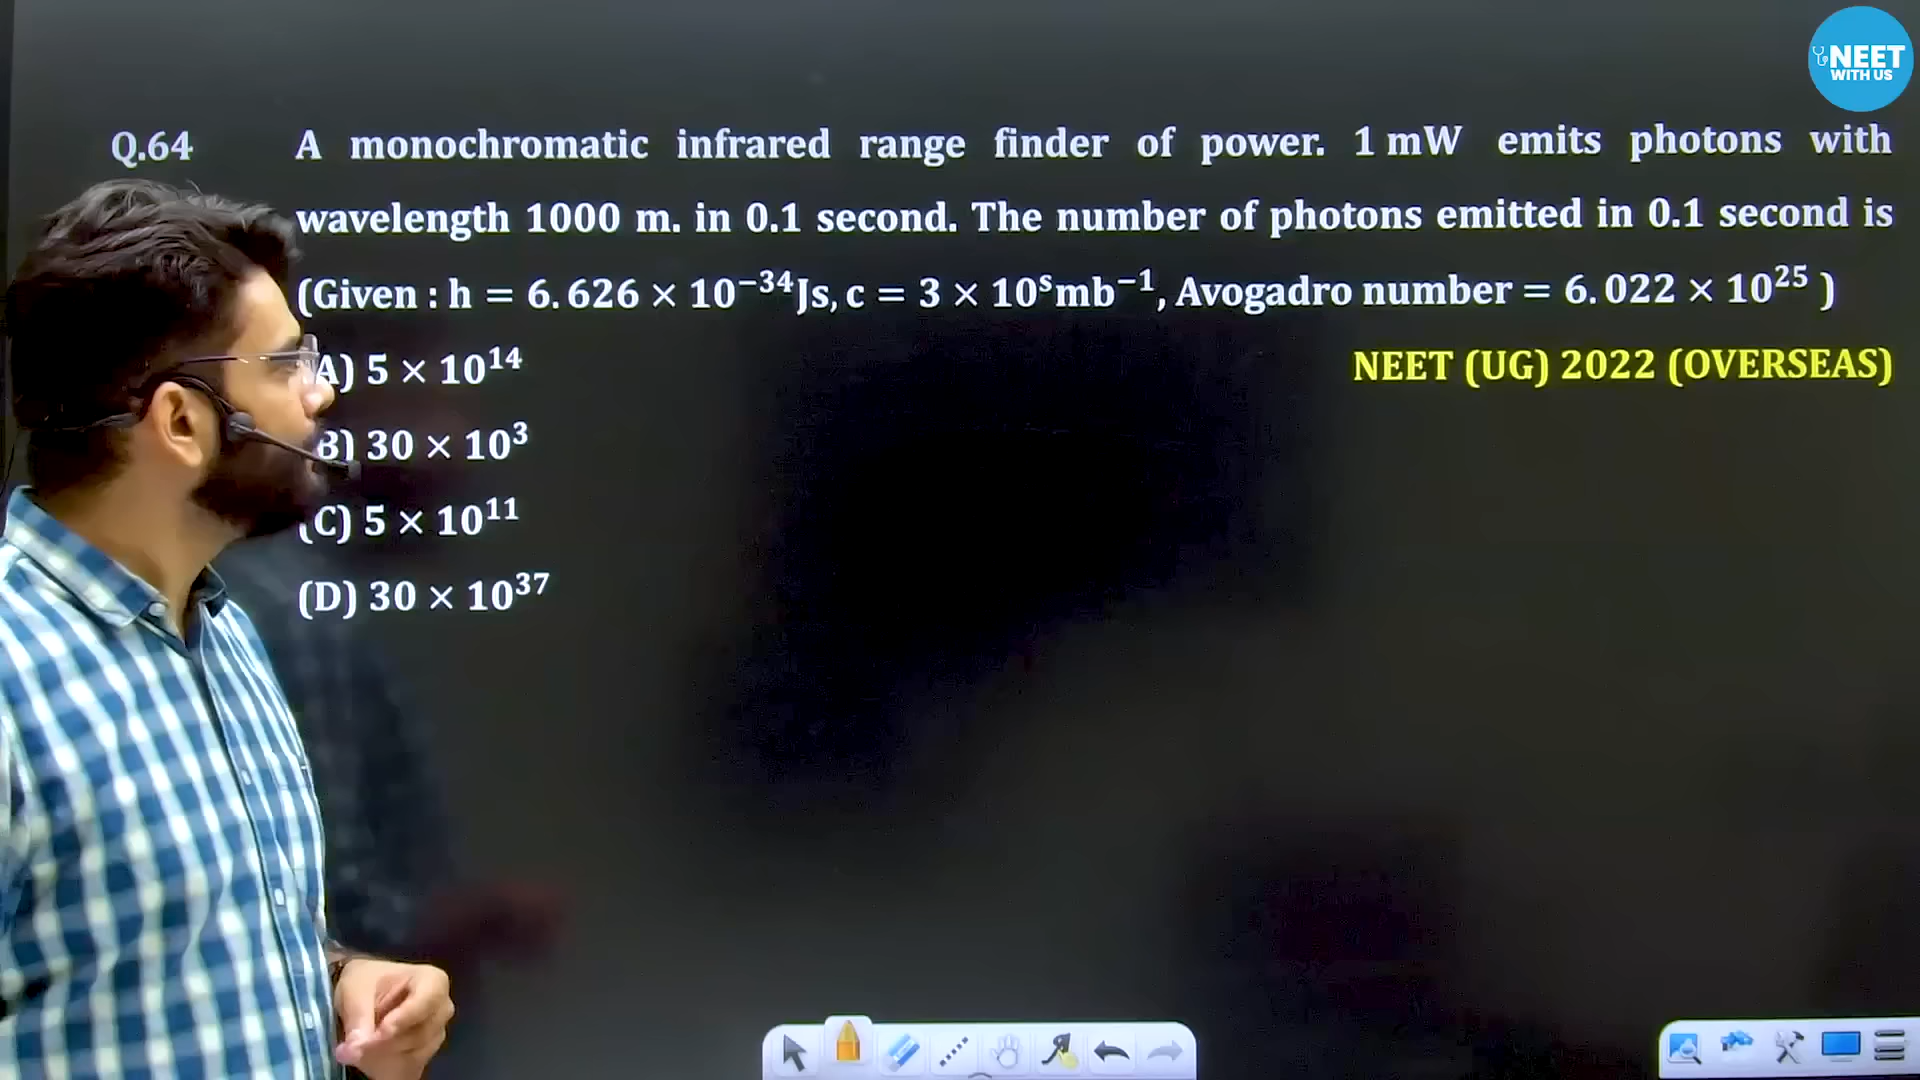 NEET
WITH US
Q.64 A monochromatic infrared range finder of power. 1 mW emits photons with
wavelength 1000 m. in 0.1 second. The number of photons emitted in 0.1 second is
(Given : h = 6.626 × 10⁻³⁴Js, c = 3 × 10ˢmb⁻¹, Avogadro number = 6.022 × 10²⁵ )
A) 5 × 10¹⁴
NEET (UG) 2022 (OVERSEAS)
B) 30 × 10³
(C) 5 × 10¹¹
(D) 30 × 10³⁷